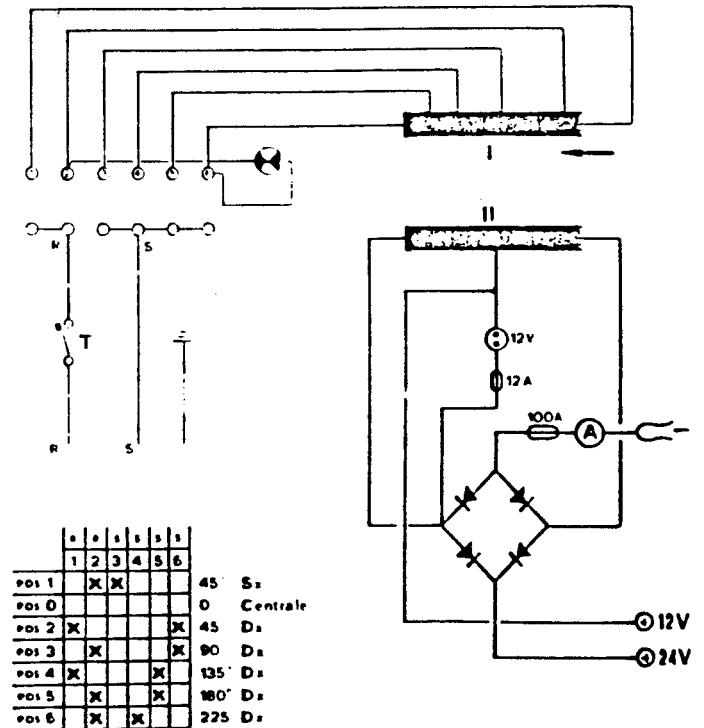 I
II
R S
12V
T
12A
100A
A
R S
R R S S S S
1 2 3 4 5 6
POS 1 X X 45° Sx
POS 0 0 Centrale
POS 2 X X 45 Dx
POS 3 X X 90 Dx
POS 4 X X 135° Dx
POS 5 X X 180° Dx
POS 6 X X 225 Dx
12V
24V